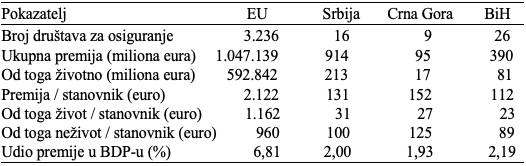 Pokazatelj EU Srbija Crna Gora BiH
Broj društava za osiguranje 3.236 16 9 26
Ukupna premija (miliona eura) 1.047.139 914 95 390
Od toga životno (miliona eura) 592.842 213 17 81
Premija / stanovnik (euro) 2.122 131 152 112
Od toga život / stanovnik (euro) 1.162 31 27 23
Od toga neživot / stanovnik (euro) 960 100 125 89
Udio premije u BDP-u (%) 6,81 2,00 1,93 2,19